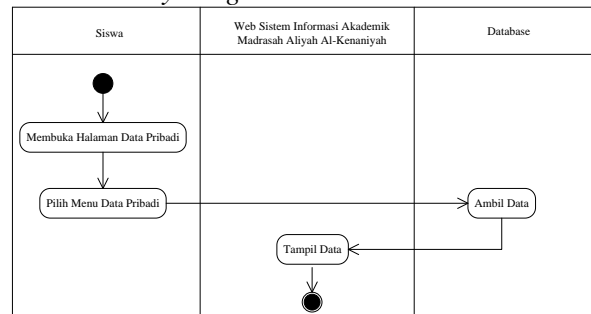 Siswa
Web Sistem Informasi Akademik
Madrasah Aliyah Al-Kenaniyah
Database
Membuka Halaman Data Pribadi
Pilih Menu Data Pribadi
Ambil Data
Tampil Data